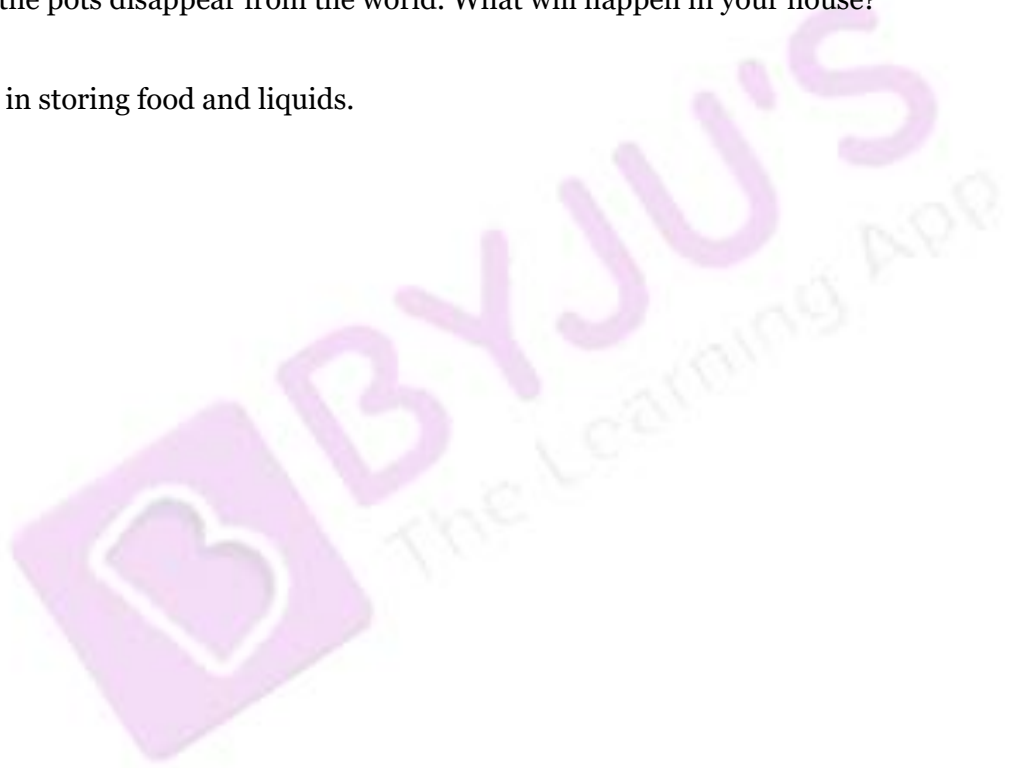 the pots disappear from the world. What will happen in your house?
in storing food and liquids.
BYJU'S
The Learning App